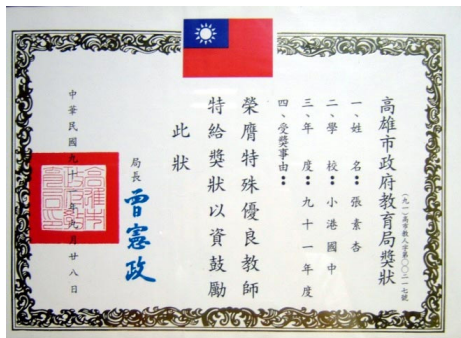 高雄市政府教育局獎狀
(九一)高市教人字第〇〇三一七號
一、姓名：張素杏
二、學校：小港國中
三、年度：九十一年度
四、受獎事由：
榮膺特殊優良教師
特給獎狀以資鼓勵
此狀
局長 曾憲政
中華民國九十一年九月廿八日